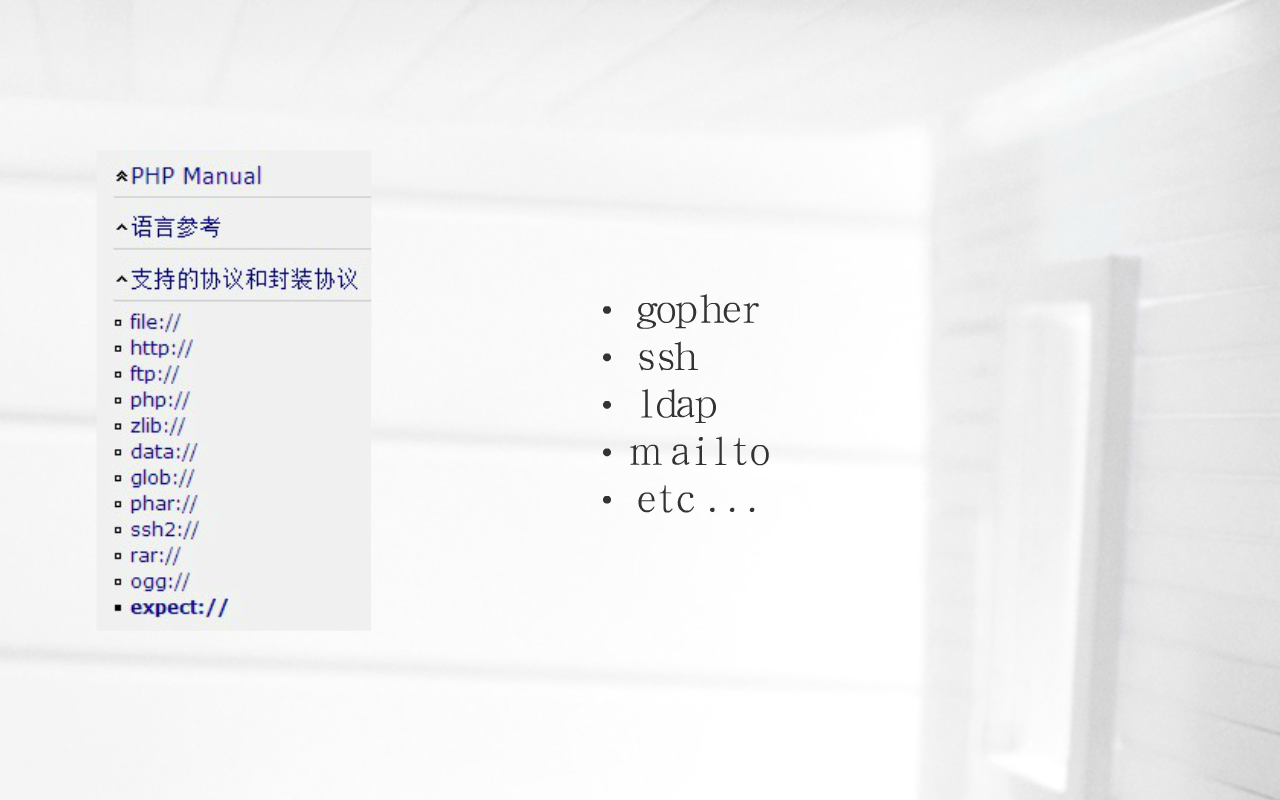 PHP Manual
语言参考
支持的协议和封装协议
file://
http://
ftp://
php://
zlib://
data://
glob://
phar://
ssh2://
rar://
ogg://
expect://
• gopher
• ssh
• ldap
• mailto
• etc...